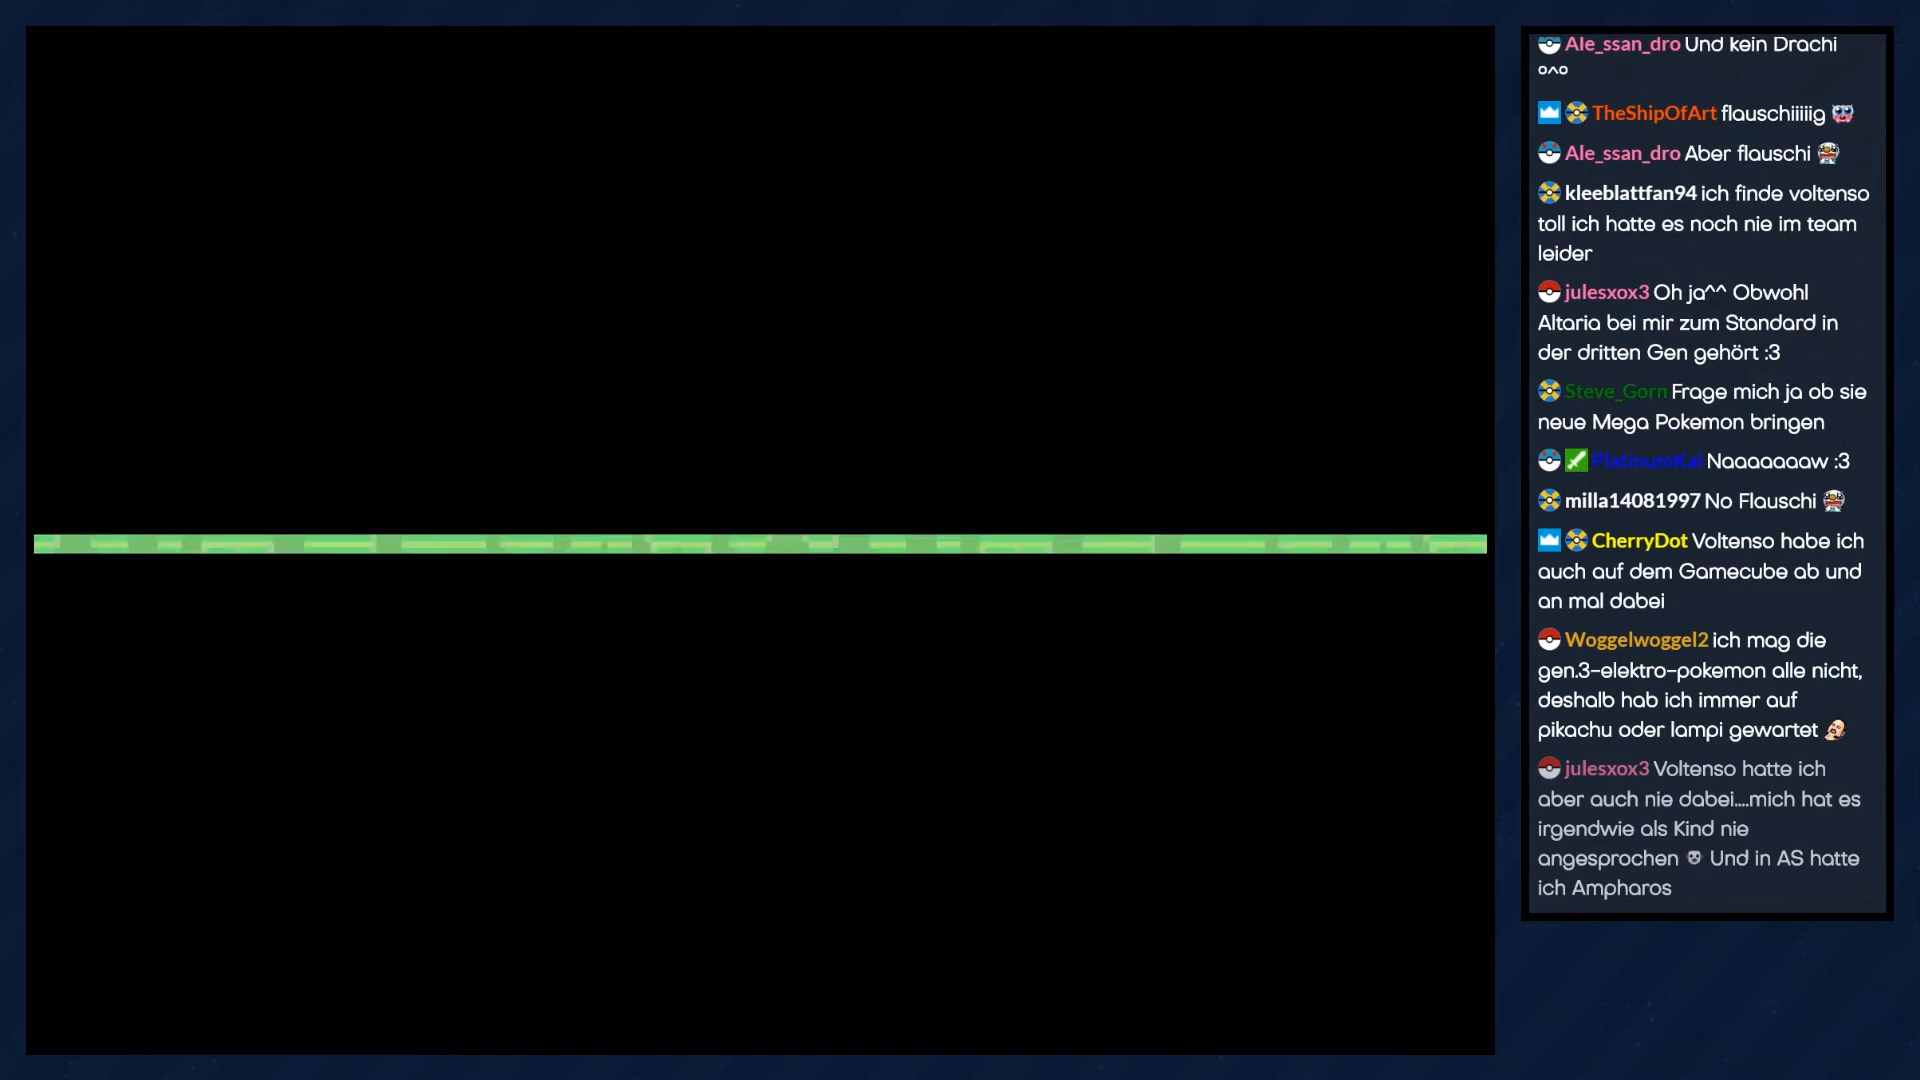 Ale_ssan_dro Und kein Drachi
o^o
TheShipOfArt flauschiiiiig
Ale_ssan_dro Aber flauschi
kleeblattfan94 ich finde voltenso
toll ich hatte es noch nie im team
leider
julesxox3 Oh ja^^ Obwohl
Altaria bei mir zum Standard in
der dritten Gen gehört :3
Steve_Gorn Frage mich ja ob sie
neue Mega Pokemon bringen
PlatinumKai Naaaaaaaw :3
milla14081997 No Flauschi
CherryDot Voltenso habe ich
auch auf dem Gamecube ab und
an mal dabei
Woggelwoggel2 ich mag die
gen.3-elektro-pokemon alle nicht,
deshalb hab ich immer auf
pikachu oder lampi gewartet
julesxox3 Voltenso hatte ich
aber auch nie dabei....mich hat es
irgendwie als Kind nie
angesprochen Und in AS hatte
ich Ampharos